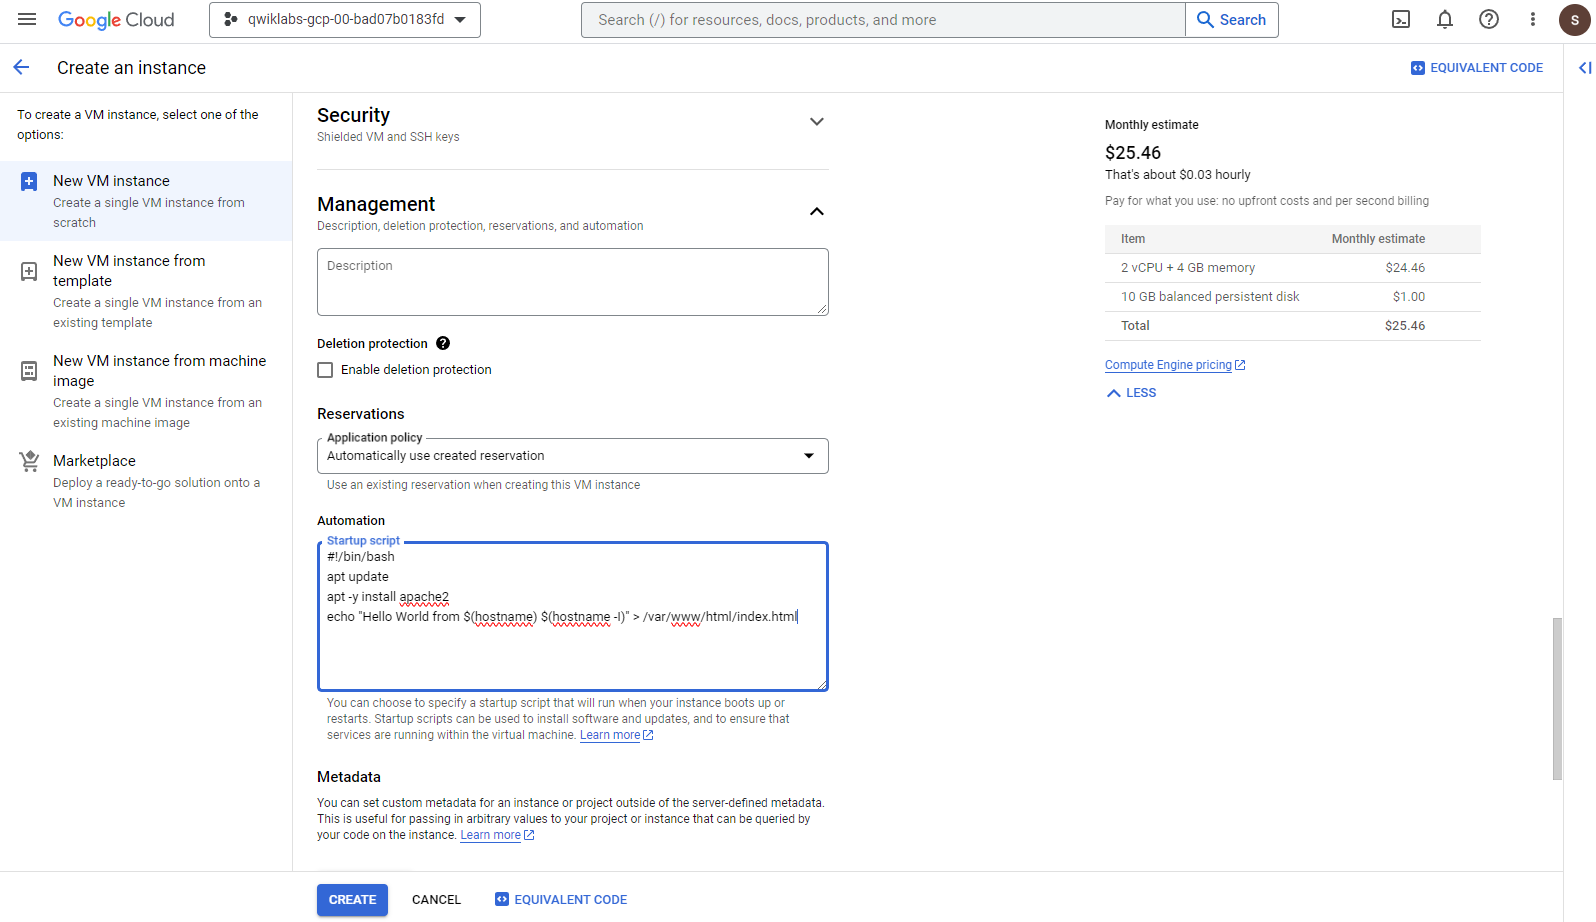 Google Cloud
qwiklabs-gcp-00-bad07b0183fd
Search (/) for resources, docs, products, and more
Search
S
Create an instance
EQUIVALENT CODE
To create a VM instance, select one of the
options:
New VM instance
Create a single VM instance from
scratch
New VM instance from
template
Create a single VM instance from an
existing template
New VM instance from machine
image
Create a single VM instance from an
existing machine image
Marketplace
Deploy a ready-to-go solution onto a
VM instance
Security
Shielded VM and SSH keys
Management
Description, deletion protection, reservations, and automation
Description
Deletion protection
Enable deletion protection
Reservations
Application policy
Automatically use created reservation
Use an existing reservation when creating this VM instance
Automation
Startup script
#!/bin/bash
apt update
apt -y install apache2
echo "Hello World from $(hostname) $(hostname -I)" > /var/www/html/index.html
You can choose to specify a startup script that will run when your instance boots up or
restarts. Startup scripts can be used to install software and updates, and to ensure that
services are running within the virtual machine. Learn more
Metadata
You can set custom metadata for an instance or project outside of the server-defined metadata.
This is useful for passing in arbitrary values to your project or instance that can be queried by
your code on the instance. Learn more
CREATE
CANCEL
EQUIVALENT CODE
Monthly estimate
$25.46
That's about $0.03 hourly
Pay for what you use: no upfront costs and per second billing
Item Monthly estimate
2 vCPU + 4 GB memory $24.46
10 GB balanced persistent disk $1.00
Total $25.46
Compute Engine pricing
LESS